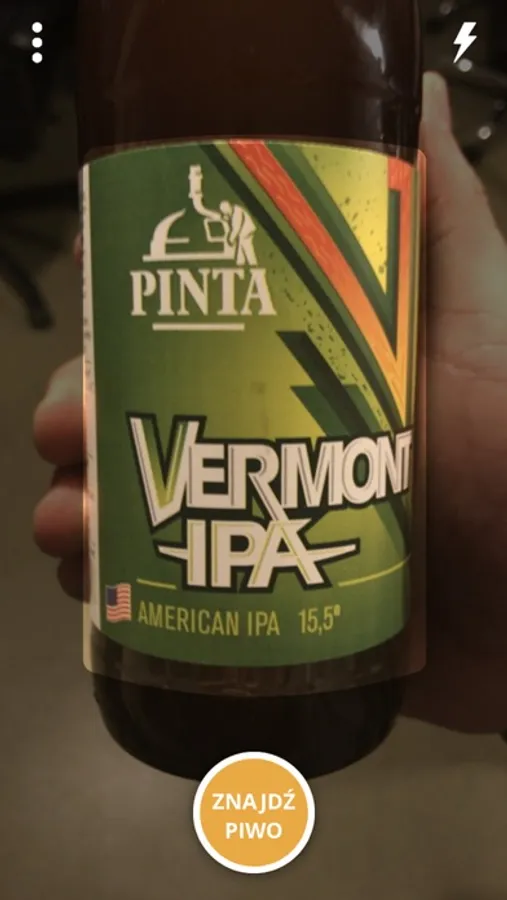 PINTA
VERMONT
IPA
AMERICAN IPA 15,5°
ZNAJDŹ
PIWO